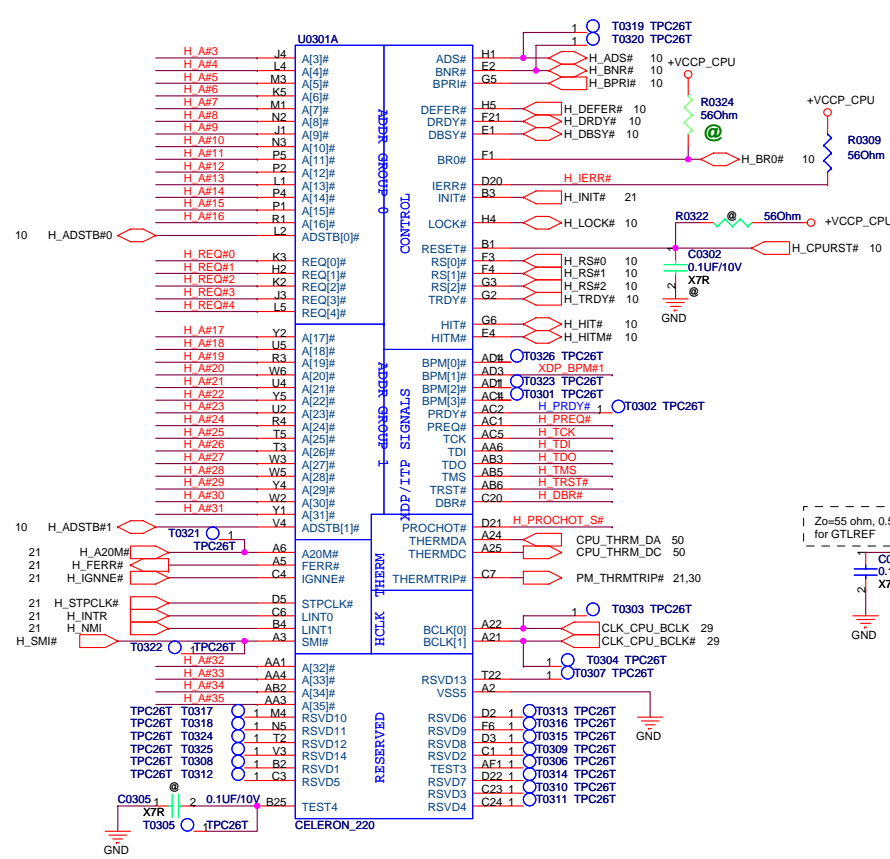 T0319 TPC26T
T0320 TPC26T
U0301A
H_A#3 J4 A[3]# ADS# H1 H_ADS# 10
H_A#4 L4 A[4]# BNR# E2 H_BNR# 10 +VCCP_CPU
H_A#5 M3 A[5]# BPRI# G5 H_BPRI# 10
H_A#6 K5 A[6]#
H_A#7 M1 A[7]# DEFER# H5 H_DEFER# 10 R0324 +VCCP_CPU
H_A#8 N2 A[8]# DRDY# F21 H_DRDY# 10 56Ohm
H_A#9 J1 A[9]# DBSY# E1 H_DBSY# 10 @
H_A#10 N3 A[10]#
H_A#11 P5 A[11]# BR0# F1 H_BR0# 10 R0309 56Ohm
H_A#12 P2 A[12]#
H_A#13 L1 A[13]# IERR# D20 H_IERR#
H_A#14 P4 A[14]# INIT# B3 H_INIT# 21
H_A#15 P1 A[15]#
H_A#16 R1 A[16]# LOCK# H4 H_LOCK# 10 R0322 @ 56Ohm +VCCP_CPU
10 H_ADSTB#0 L2 ADSTB[0]#
ADDR GROUP 0
CONTROL
RESET# B1 H_CPURST# 10
H_REQ#0 K3 REQ[0]# RS[0]# F3 H_RS#0 10 C0302
H_REQ#1 H2 REQ[1]# RS[1]# F4 H_RS#1 10 0.1UF/10V
H_REQ#2 K2 REQ[2]# RS[2]# G3 H_RS#2 10 X7R
H_REQ#3 J3 REQ[3]# TRDY# G2 H_TRDY# 10 @
H_REQ#4 L5 REQ[4]#
GND
HIT# G6 H_HIT# 10
HITM# E4 H_HITM# 10
H_A#17 Y2 A[17]#
H_A#18 U5 A[18]#
H_A#19 R3 A[19]# BPM[0]# AD4 1 T0326 TPC26T
H_A#20 W6 A[20]# BPM[1]# AD3 XDP_BPM#1
H_A#21 U4 A[21]# BPM[2]# AD1 1 T0323 TPC26T
H_A#22 Y5 A[22]# BPM[3]# AC4 1 T0301 TPC26T
H_A#23 U2 A[23]# PRDY# AC2 H_PRDY# 1 T0302 TPC26T
H_A#24 R4 A[24]# PREQ# AC1 H_PREQ#
H_A#25 T5 A[25]# TCK AC5 H_TCK
H_A#26 T3 A[26]# TDI AA6 H_TDI
H_A#27 W3 A[27]# TDO AB3 H_TDO
H_A#28 W5 A[28]# TMS AB5 H_TMS
H_A#29 Y4 A[29]# TRST# AB6 H_TRST#
H_A#30 W2 A[30]# DBR# C20 H_DBR#
H_A#31 Y1 A[31]#
ADDR GROUP 1
XDP/ITP SIGNALS
10 H_ADSTB#1 V4 ADSTB[1]# PROCHOT# D21 H_PROCHOT_S#
Zo=55 ohm, 0.5
for GTLREF
T0321 1 TPC26T
THERMDA A24 CPU_THRM_DA 50
21 H_A20M# A6 A20M# THERMDC A25 CPU_THRM_DC 50
21 H_FERR# A5 FERR#
21 H_IGNNE# C4 IGNNE# THERMTRIP# C7 PM_THRMTRIP# 21,30
THERM
21 H_STPCLK# D5 STPCLK#
21 H_INTR C6 LINT0 1 T0303 TPC26T
21 H_NMI B4 LINT1 BCLK[0] A22 CLK_CPU_BCLK 29
H_SMI# A3 SMI# BCLK[1] A21 CLK_CPU_BCLK# 29
HCLK
T0322 1 TPC26T
GND
H_A#32 AA1 A[32]# 1 T0304 TPC26T
H_A#33 AA4 A[33]# RSVD13 T22 1 T0307 TPC26T
H_A#34 AB2 A[34]# VSS5 A2
H_A#35 AA3 A[35]#
TPC26T T0317 1 M4 RSVD10 RSVD6 D2 1 T0313 TPC26T
TPC26T T0318 1 N5 RSVD11 RSVD9 F6 1 T0316 TPC26T
TPC26T T0324 1 T2 RSVD12 RSVD8 D3 1 T0315 TPC26T
TPC26T T0325 1 V3 RSVD14 RSVD2 C1 1 T0309 TPC26T
TPC26T T0308 1 B2 RSVD1 TEST3 AF1 1 T0306 TPC26T
TPC26T T0312 1 C3 RSVD5 RSVD7 D22 1 T0314 TPC26T
RSVD3 C23 1 T0310 TPC26T
RSVD4 C24 1 T0311 TPC26T
GND
RESERVED
@
C0305 1 2 0.1UF/10V B25 TEST4
X7R
T0305 1 TPC26T CELERON_220
GND